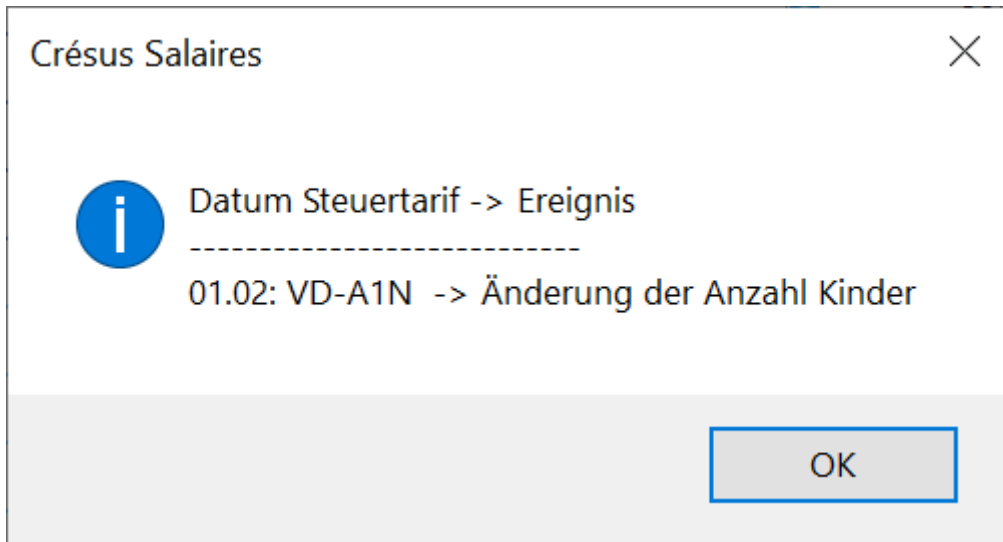 Crésus Salaires
Datum Steuertarif -> Ereignis
----------------------------
01.02: VD-A1N  -> Änderung der Anzahl Kinder
OK